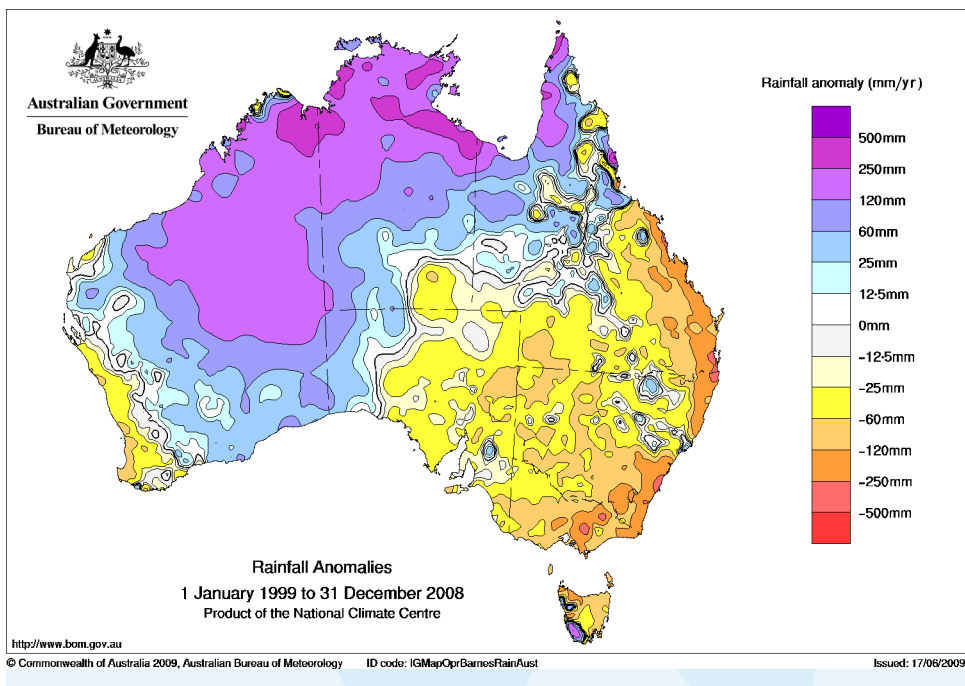 Australian Government
Bureau of Meteorology
Rainfall anomaly (mm/yr)
500mm
250mm
120mm
60mm
25mm
12·5mm
0mm
-12·5mm
-25mm
-60mm
-120mm
-250mm
-500mm
Rainfall Anomalies
1 January 1999 to 31 December 2008
Product of the National Climate Centre
http://www.bom.gov.au
© Commonwealth of Australia 2009, Australian Bureau of Meteorology ID code: IGMapOprBarnesRainAust Issued: 17/06/2009